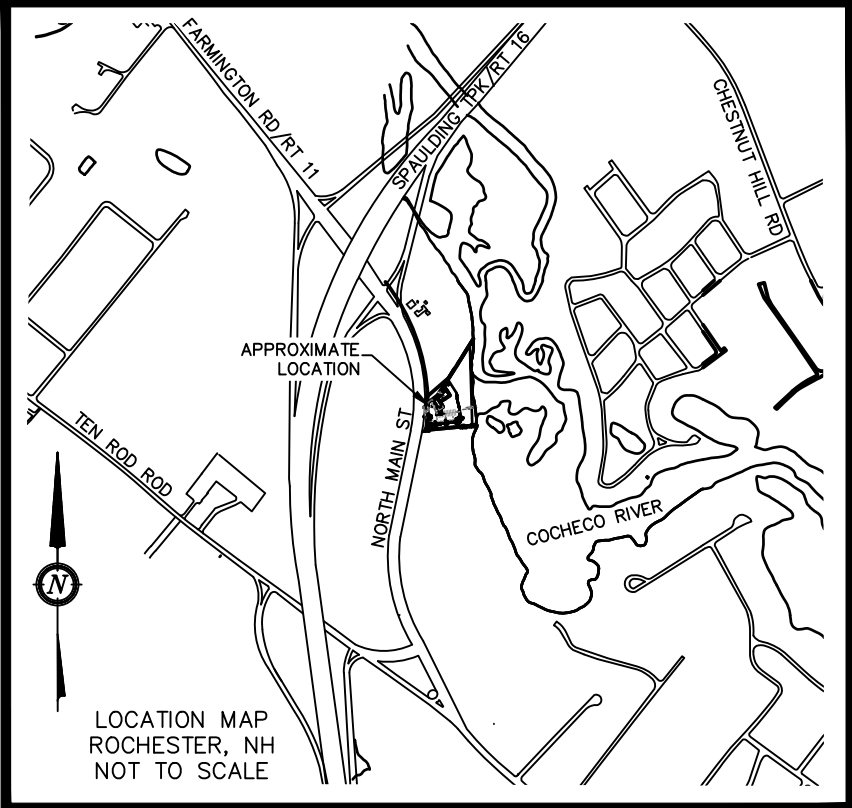 FARMINGTON RD/RT 11
SPAULDING TPK/RT 16
CHESTNUT HILL RD
APPROXIMATE
LOCATION
TEN ROD ROD
NORTH MAIN ST
COCHECO RIVER
N
LOCATION MAP
ROCHESTER, NH
NOT TO SCALE